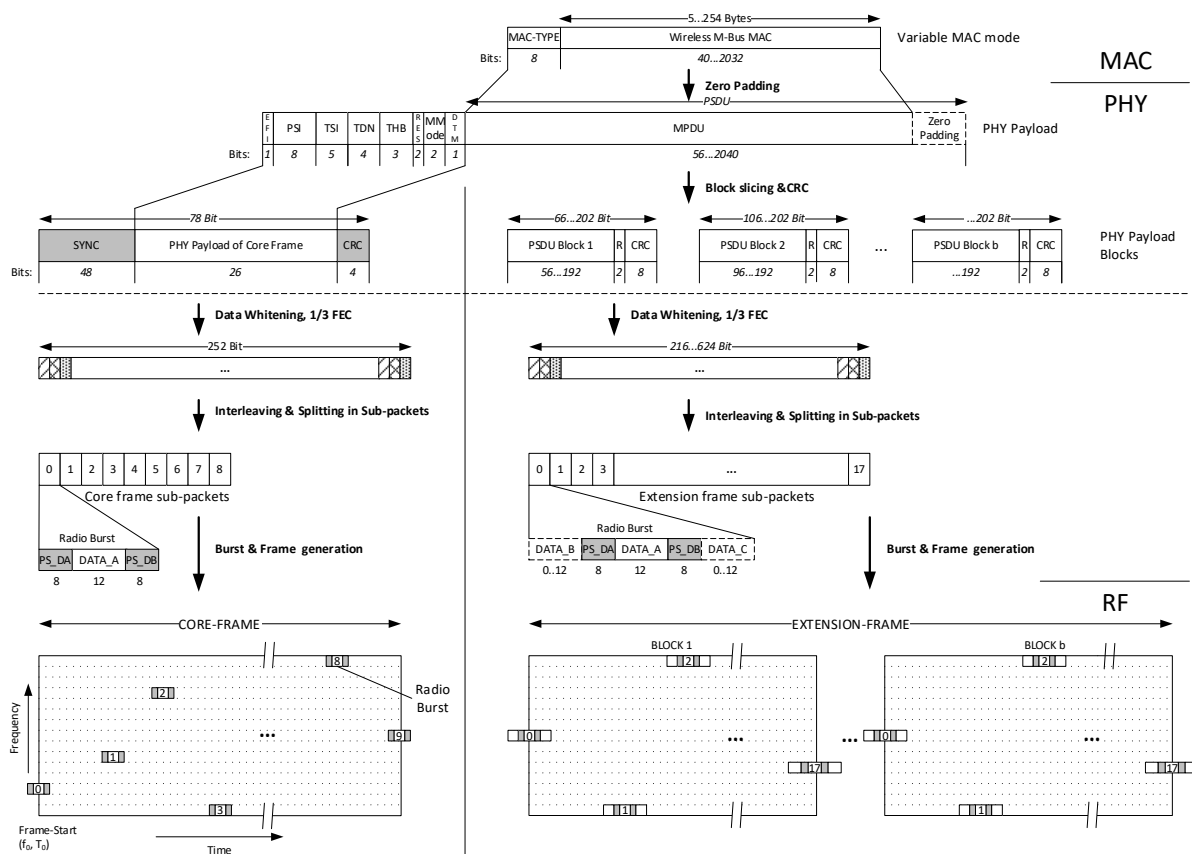 5...254 Bytes
MAC-TYPE Wireless M-Bus MAC Variable MAC mode
Bits: 8 40...2032
MAC
Zero Padding
PHY
PSDU
EFI PSI TSI TDN THB RES MMode DTM MPDU Zero Padding PHY Payload
Bits: 1 8 5 4 3 2 2 1 56...2040
Block slicing &CRC
78 Bit 66...202 Bit 106...202 Bit ...202 Bit
SYNC PHY Payload of Core Frame CRC PSDU Block 1 R CRC PSDU Block 2 R CRC ... PSDU Block b R CRC PHY Payload Blocks
Bits: 48 26 4 56...192 2 8 96...192 2 8 ...192 2 8
Data Whitening, 1/3 FEC Data Whitening, 1/3 FEC
252 Bit 216...624 Bit
... ...
Interleaving & Splitting in Sub-packets Interleaving & Splitting in Sub-packets
0 1 2 3 4 5 6 7 8 0 1 2 3 ... 17
Core frame sub-packets Extension frame sub-packets
Radio Burst Radio Burst
PS_DA DATA_A PS_DB Burst & Frame generation DATA_B PS_DA DATA_A PS_DB DATA_C Burst & Frame generation
8 12 8 0..12 8 12 8 0..12
RF
CORE-FRAME EXTENSION-FRAME
BLOCK 1 BLOCK b
8 2 2
Radio Burst
2
Frequency
... 9 0 ... ... 0 ...
1
17 17
0
3 1 1
Frame-Start
(f0, T0)
Time